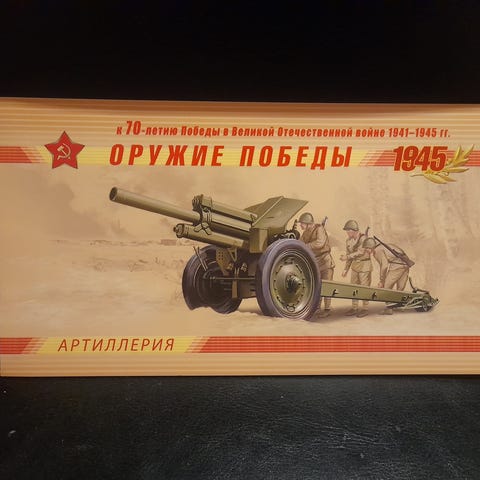 к 70-летию Победы в Великой Отечественной войне 1941–1945 гг.
ОРУЖИЕ ПОБЕДЫ 1945
АРТИЛЛЕРИЯ